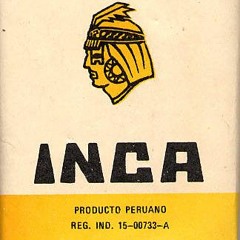 INCA
PRODUCTO PERUANO
REG. IND. 15-00733-A